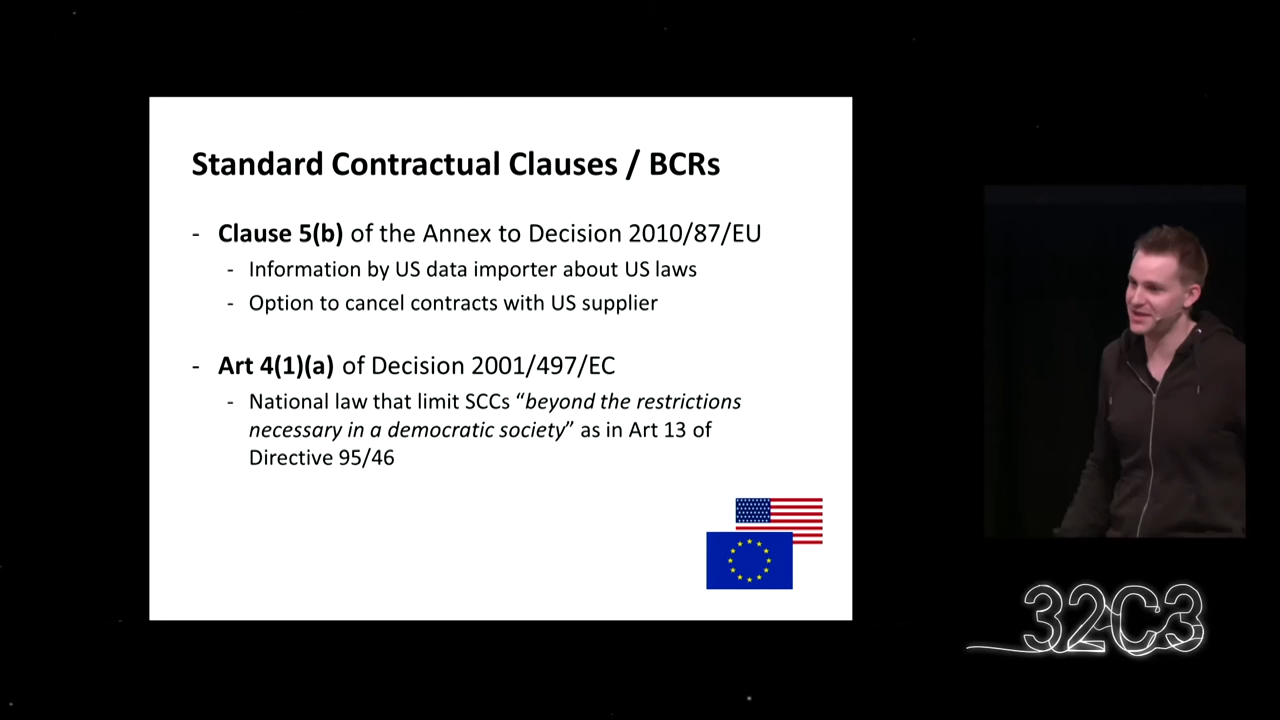 Standard Contractual Clauses / BCRs
- Clause 5(b) of the Annex to Decision 2010/87/EU
- Information by US data importer about US laws
- Option to cancel contracts with US supplier
- Art 4(1)(a) of Decision 2001/497/EC
- National law that limit SCCs “beyond the restrictions
necessary in a democratic society” as in Art 13 of
Directive 95/46
32C3